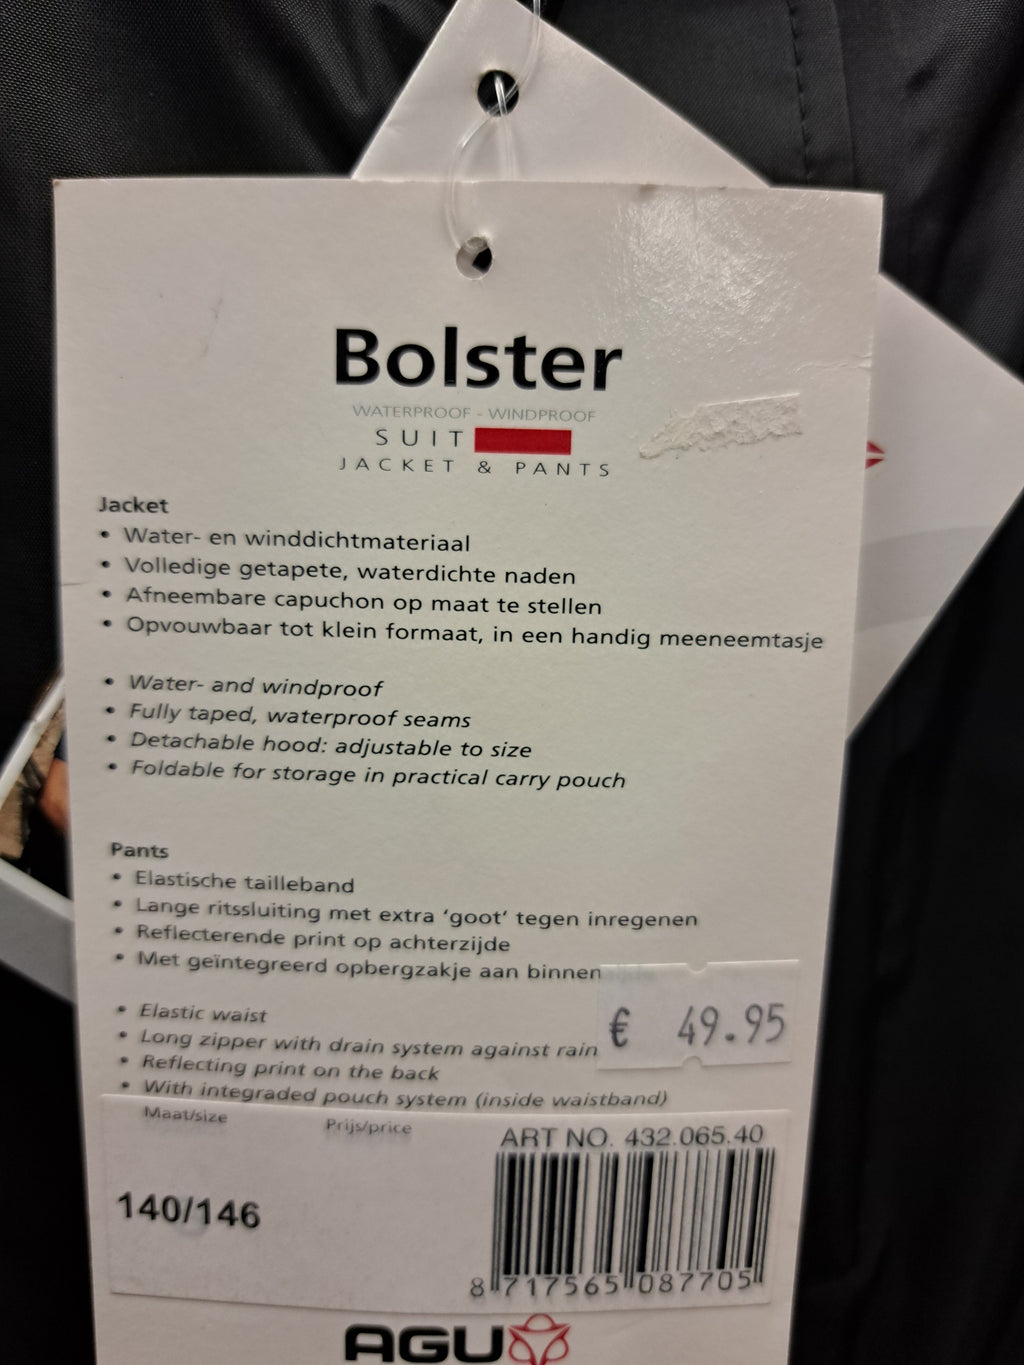 Bolster
WATERPROOF - WINDPROOF
SUIT
JACKET & PANTS
Jacket
• Water- en winddichtmateriaal
• Volledige getapete, waterdichte naden
• Afneembare capuchon op maat te stellen
• Opvouwbaar tot klein formaat, in een handig meeneemtasje
• Water- and windproof
• Fully taped, waterproof seams
• Detachable hood: adjustable to size
• Foldable for storage in practical carry pouch
Pants
• Elastische tailleband
• Lange ritssluiting met extra ‘goot’ tegen inregenen
• Reflecterende print op achterzijde
• Met geïntegreerd opbergzakje aan binnen
• Elastic waist
• Long zipper with drain system against rain
€ 49.95
• Reflecting print on the back
• With integraded pouch system (inside waistband)
Maat/size
Prijs/price
ART NO. 432.065.40
140/146
8 717565 087705
AGU